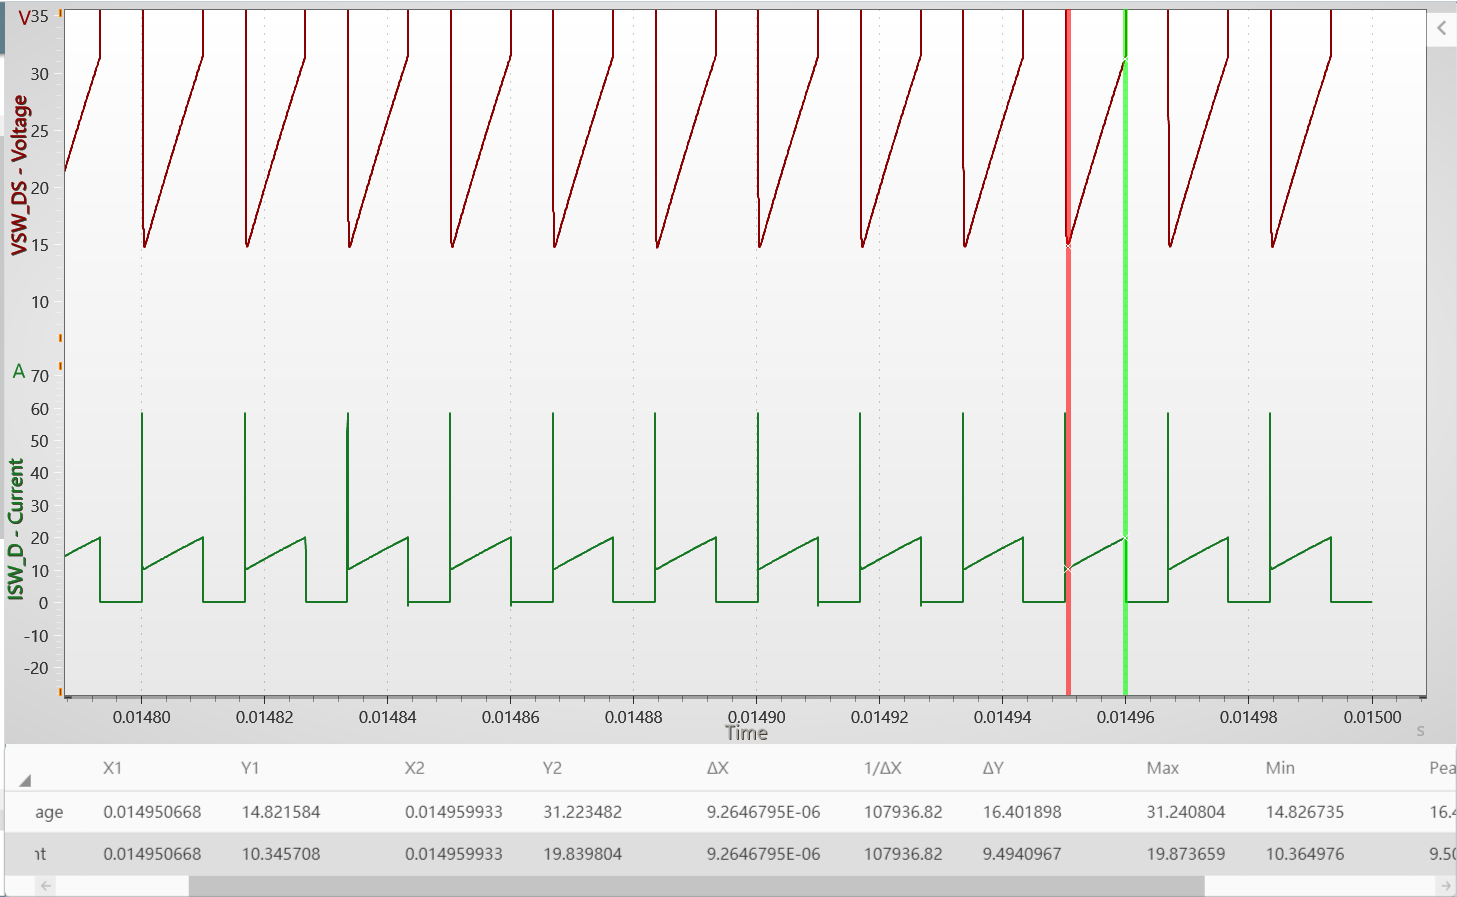 V
35
30
25
20
15
10
VSW_DS - Voltage
A
70
60
50
40
30
20
10
0
-10
-20
ISW_D - Current
0.01480 0.01482 0.01484 0.01486 0.01488 0.01490 0.01492 0.01494 0.01496 0.01498 0.01500
Time
s
X1 Y1 X2 Y2 ΔX 1/ΔX ΔY Max Min Pea
age 0.014950668 14.821584 0.014959933 31.223482 9.2646795E-06 107936.82 16.401898 31.240804 14.826735 16.4
nt 0.014950668 10.345708 0.014959933 19.839804 9.2646795E-06 107936.82 9.4940967 19.873659 10.364976 9.50